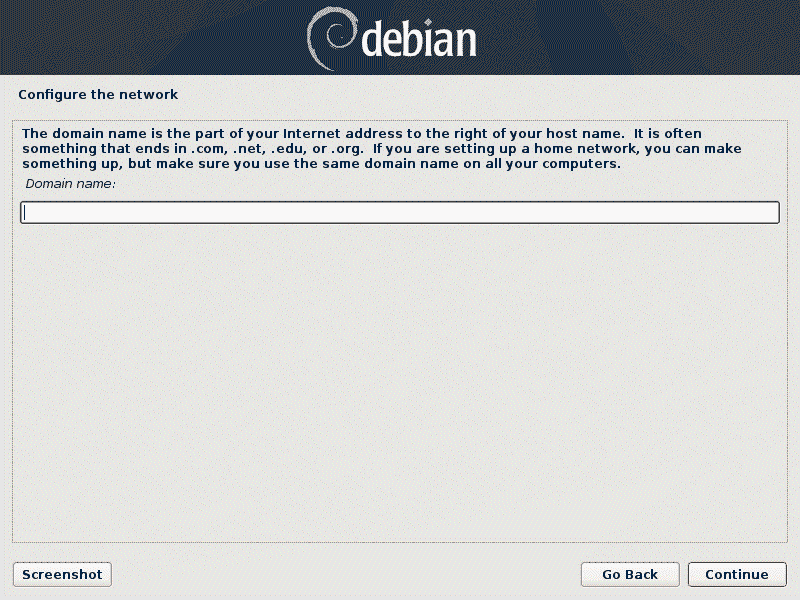 debian
Configure the network
The domain name is the part of your Internet address to the right of your host name.  It is often
something that ends in .com, .net, .edu, or .org.  If you are setting up a home network, you can make
something up, but make sure you use the same domain name on all your computers.
Domain name:
Screenshot
Go Back
Continue